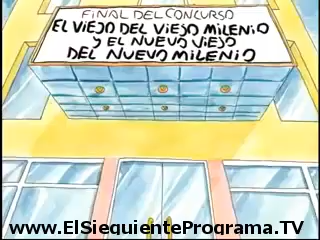 FINAL DEL CONCURSO
EL VIEJO DEL VIEJO MILENIO
Y EL NUEVO VIEJO
DEL NUEVO MILENIO
www.ElSieguientePrograma.TV